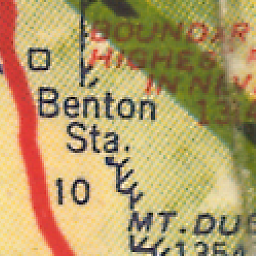 BOUNDAR
HIGHES
IN NEV
Benton
Sta.
10
MT. DU
1354